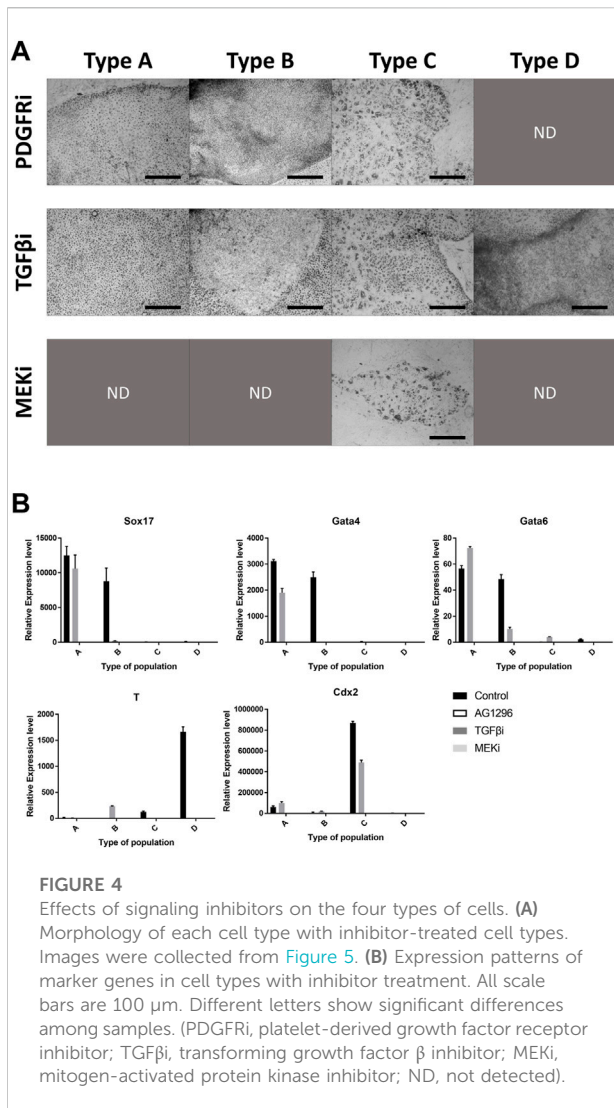 A
Type A Type B Type C Type D
PDGFRi
ND
TGFβi
MEKi
ND ND ND
B
Sox17
Relative Expression level
15000
10000
5000
0
A B C D
Type of population
Gata4
Relative Expression level
4000
3000
2000
1000
0
A B C D
Type of population
Gata6
Relative Expression level
80
60
40
20
0
A B C D
Type of population
T
Relative Expression level
2000
1500
1000
500
0
A B C D
Type of population
Cdx2
Relative Expression level
1000000
800000
600000
400000
200000
0
A B C D
Type of population
Control
AG1296
TGFβi
MEKi
FIGURE 4
Effects of signaling inhibitors on the four types of cells. (A)
Morphology of each cell type with inhibitor-treated cell types.
Images were collected from Figure 5. (B) Expression patterns of
marker genes in cell types with inhibitor treatment. All scale
bars are 100 μm. Different letters show significant differences
among samples. (PDGFRi, platelet-derived growth factor receptor
inhibitor; TGFβi, transforming growth factor β inhibitor; MEKi,
mitogen-activated protein kinase inhibitor; ND, not detected).